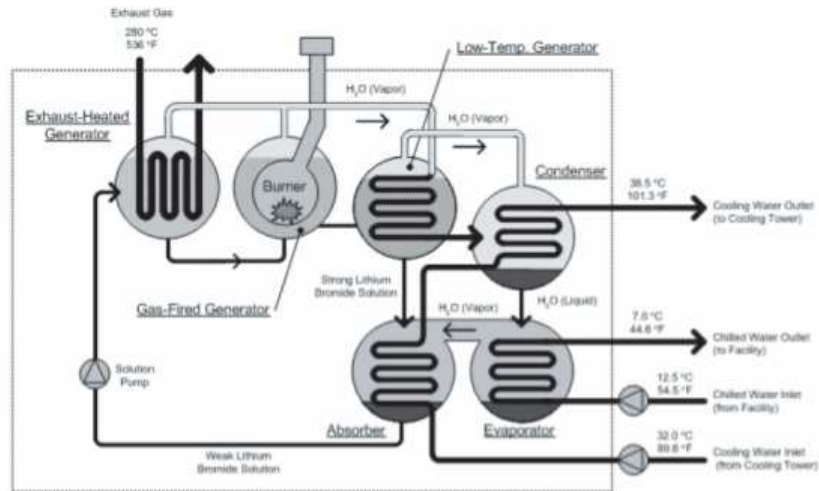 Exhaust Gas
280 °C
536 °F
Low-Temp. Generator
H₂O (Vapor)
Exhaust-Heated
Generator
H₂O (Vapor)
Condenser
Burner
38.5 °C
101.3 °F
Cooling Water Outlet
(to Cooling Tower)
Strong Lithium
Bromide Solution
Gas-Fired Generator
H₂O (Vapor)
H₂O (Liquid)
7.0 °C
44.6 °F
Chilled Water Outlet
(to Facility)
Solution
Pump
12.5 °C
54.5 °F
Chilled Water Inlet
(from Facility)
Absorber
Evaporator
32.0 °C
89.6 °F
Cooling Water Inlet
(from Cooling Tower)
Weak Lithium
Bromide Solution